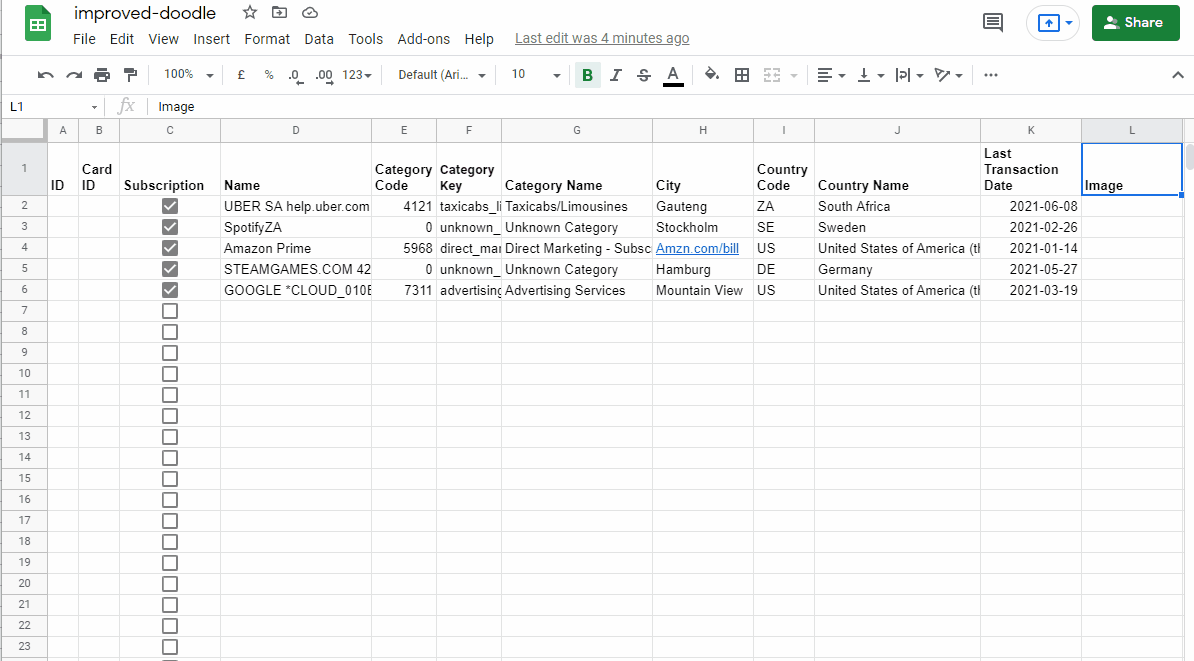 improved-doodle
File Edit View Insert Format Data Tools Add-ons Help Last edit was 4 minutes ago
Share
100% £ % .0 .00 123 Default (Ari... 10 B I S A
L1 fx Image
A B C D E F G H I J K L
1 ID Card ID Subscription Name Category Code Category Key Category Name City Country Code Country Name Last Transaction Date Image
2 UBER SA help.uber.com 4121 taxicabs_li Taxicabs/Limousines Gauteng ZA South Africa 2021-06-08
3 SpotifyZA 0 unknown_ Unknown Category Stockholm SE Sweden 2021-02-26
4 Amazon Prime 5968 direct_mar Direct Marketing - Subsc Amzn.com/bill US United States of America (th 2021-01-14
5 STEAMGAMES.COM 42 0 unknown_ Unknown Category Hamburg DE Germany 2021-05-27
6 GOOGLE *CLOUD_010E 7311 advertising Advertising Services Mountain View US United States of America (th 2021-03-19
7
8
9
10
11
12
13
14
15
16
17
18
19
20
21
22
23